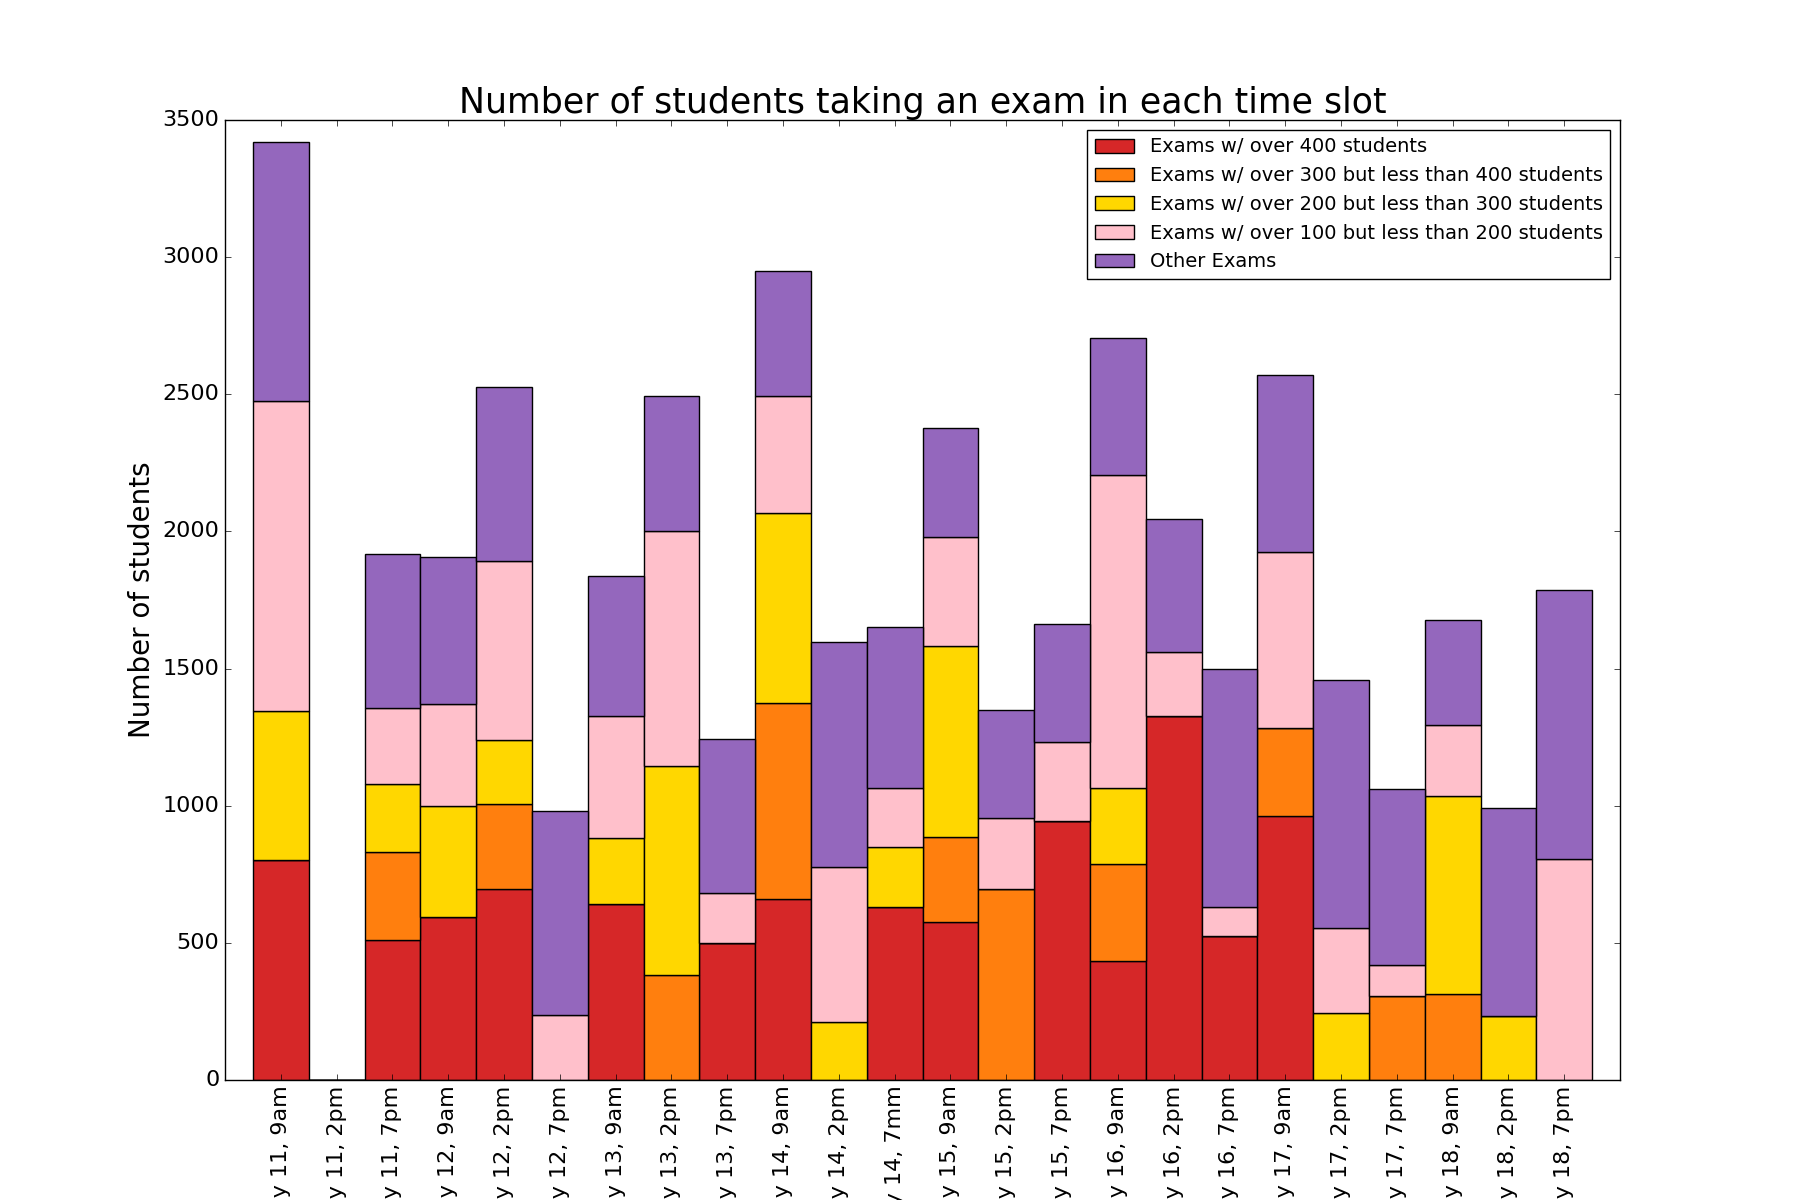 Number of students taking an exam in each time slot
Exams w/ over 400 students
Exams w/ over 300 but less than 400 students
Exams w/ over 200 but less than 300 students
Exams w/ over 100 but less than 200 students
Other Exams
Number of students
3500
3000
2500
2000
1500
1000
500
0
y 11, 9am
y 11, 2pm
y 11, 7pm
y 12, 9am
y 12, 2pm
y 12, 7pm
y 13, 9am
y 13, 2pm
y 13, 7pm
y 14, 9am
y 14, 2pm
y 14, 7mm
y 15, 9am
y 15, 2pm
y 15, 7pm
y 16, 9am
y 16, 2pm
y 16, 7pm
y 17, 9am
y 17, 2pm
y 17, 7pm
y 18, 9am
y 18, 2pm
y 18, 7pm